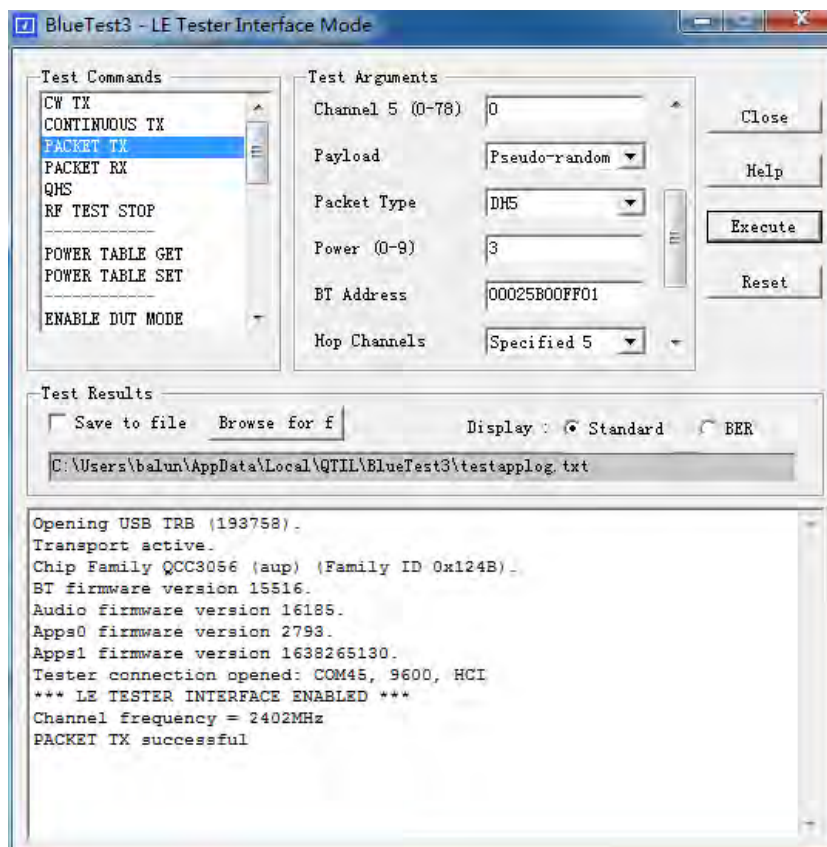 BlueTest3 - LE Tester Interface Mode
Test Commands
CW TX
CONTINUOUS TX
PACKET TX
PACKET RX
QHS
RF TEST STOP
------------
POWER TABLE GET
POWER TABLE SET
------------
ENABLE DUT MODE
Test Arguments
Channel 5 (0-78) 0
Payload Pseudo-random
Packet Type DH5
Power (0-9) 3
BT Address 00025B00FF01
Hop Channels Specified 5
Close
Help
Execute
Reset
Test Results
Save to file Browse for f Display : Standard BER
C:\Users\balun\AppData\Local\QTIL\BlueTest3\testapplog.txt
Opening USB TRB (193758).
Transport active.
Chip Family QCC3056 (aup) (Family ID 0x124B).
BT firmware version 15516.
Audio firmware version 16185.
Apps0 firmware version 2793.
Apps1 firmware version 1638265130.
Tester connection opened: COM45, 9600, HCI
*** LE TESTER INTERFACE ENABLED ***
Channel frequency = 2402MHz
PACKET TX successful